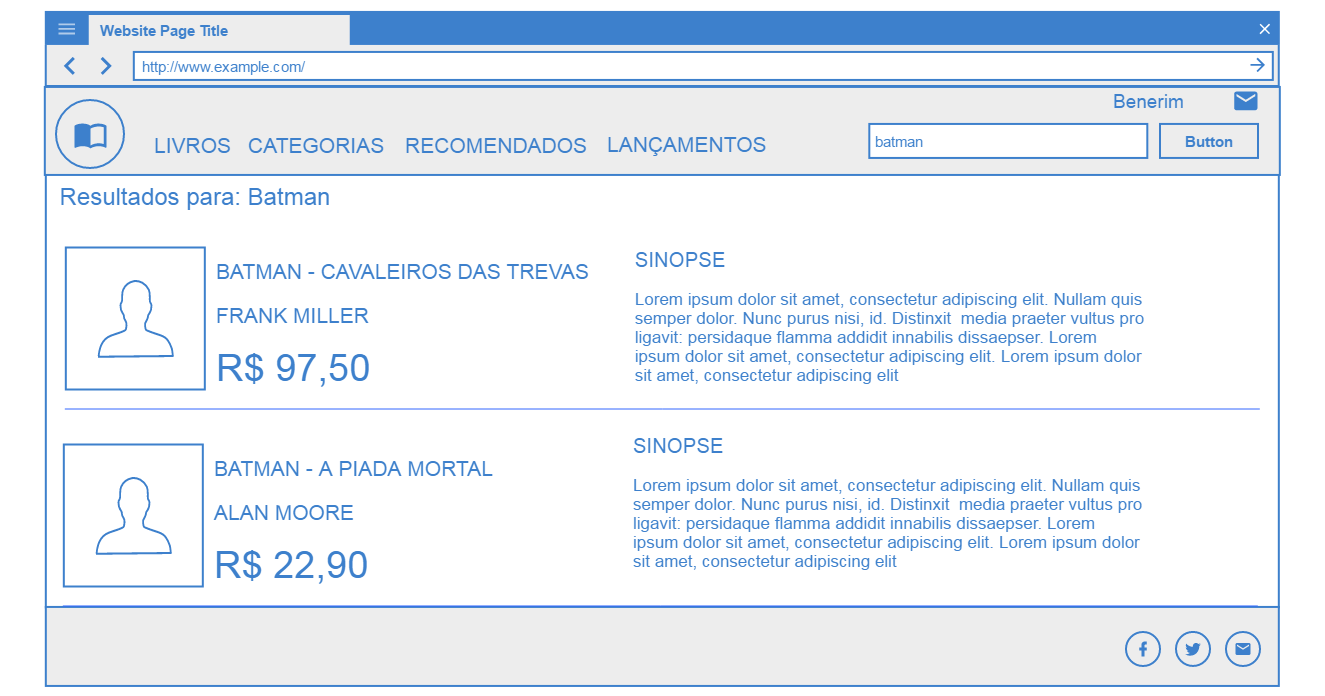 Website Page Title
http://www.example.com/
Benerim
LIVROS CATEGORIAS RECOMENDADOS LANÇAMENTOS
batman
Button
Resultados para: Batman
BATMAN - CAVALEIROS DAS TREVAS
FRANK MILLER
R$ 97,50
SINOPSE
Lorem ipsum dolor sit amet, consectetur adipiscing elit. Nullam quis
semper dolor. Nunc purus nisi, id. Distinxit  media praeter vultus pro
ligavit: persidaque flamma addidit innabilis dissaepser. Lorem
ipsum dolor sit amet, consectetur adipiscing elit. Lorem ipsum dolor
sit amet, consectetur adipiscing elit
BATMAN - A PIADA MORTAL
ALAN MOORE
R$ 22,90
SINOPSE
Lorem ipsum dolor sit amet, consectetur adipiscing elit. Nullam quis
semper dolor. Nunc purus nisi, id. Distinxit  media praeter vultus pro
ligavit: persidaque flamma addidit innabilis dissaepser. Lorem
ipsum dolor sit amet, consectetur adipiscing elit. Lorem ipsum dolor
sit amet, consectetur adipiscing elit